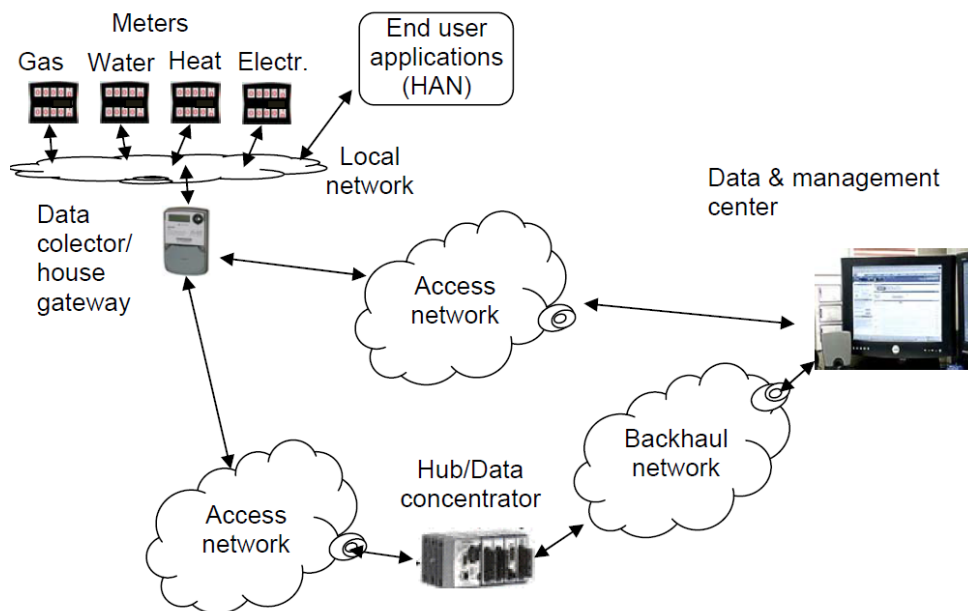 Meters
Gas
Water
Heat
Electr.
End user
applications
(HAN)
Local
network
Data & management
center
Data
colector/
house
gateway
Access
network
Backhaul
network
Hub/Data
concentrator
Access
network